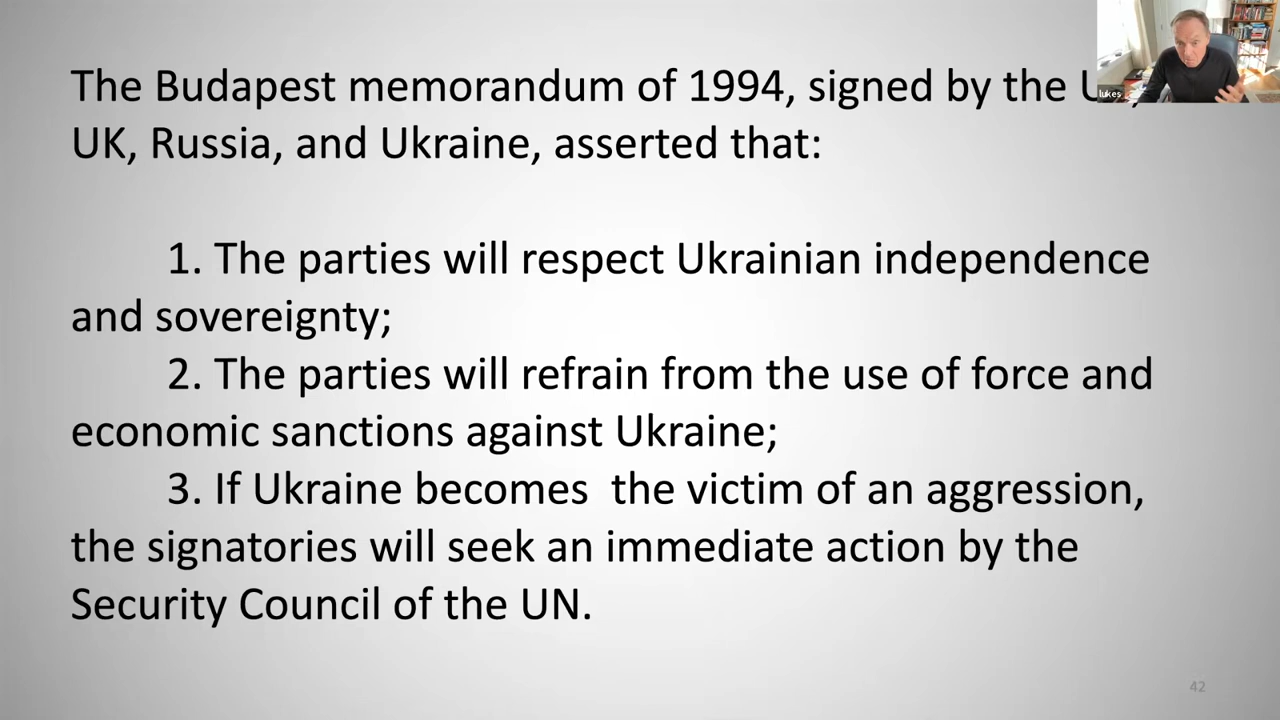 The Budapest memorandum of 1994, signed by the
UK, Russia, and Ukraine, asserted that:
1. The parties will respect Ukrainian independence
and sovereignty;
2. The parties will refrain from the use of force and
economic sanctions against Ukraine;
3. If Ukraine becomes the victim of an aggression,
the signatories will seek an immediate action by the
Security Council of the UN.
lukes
42